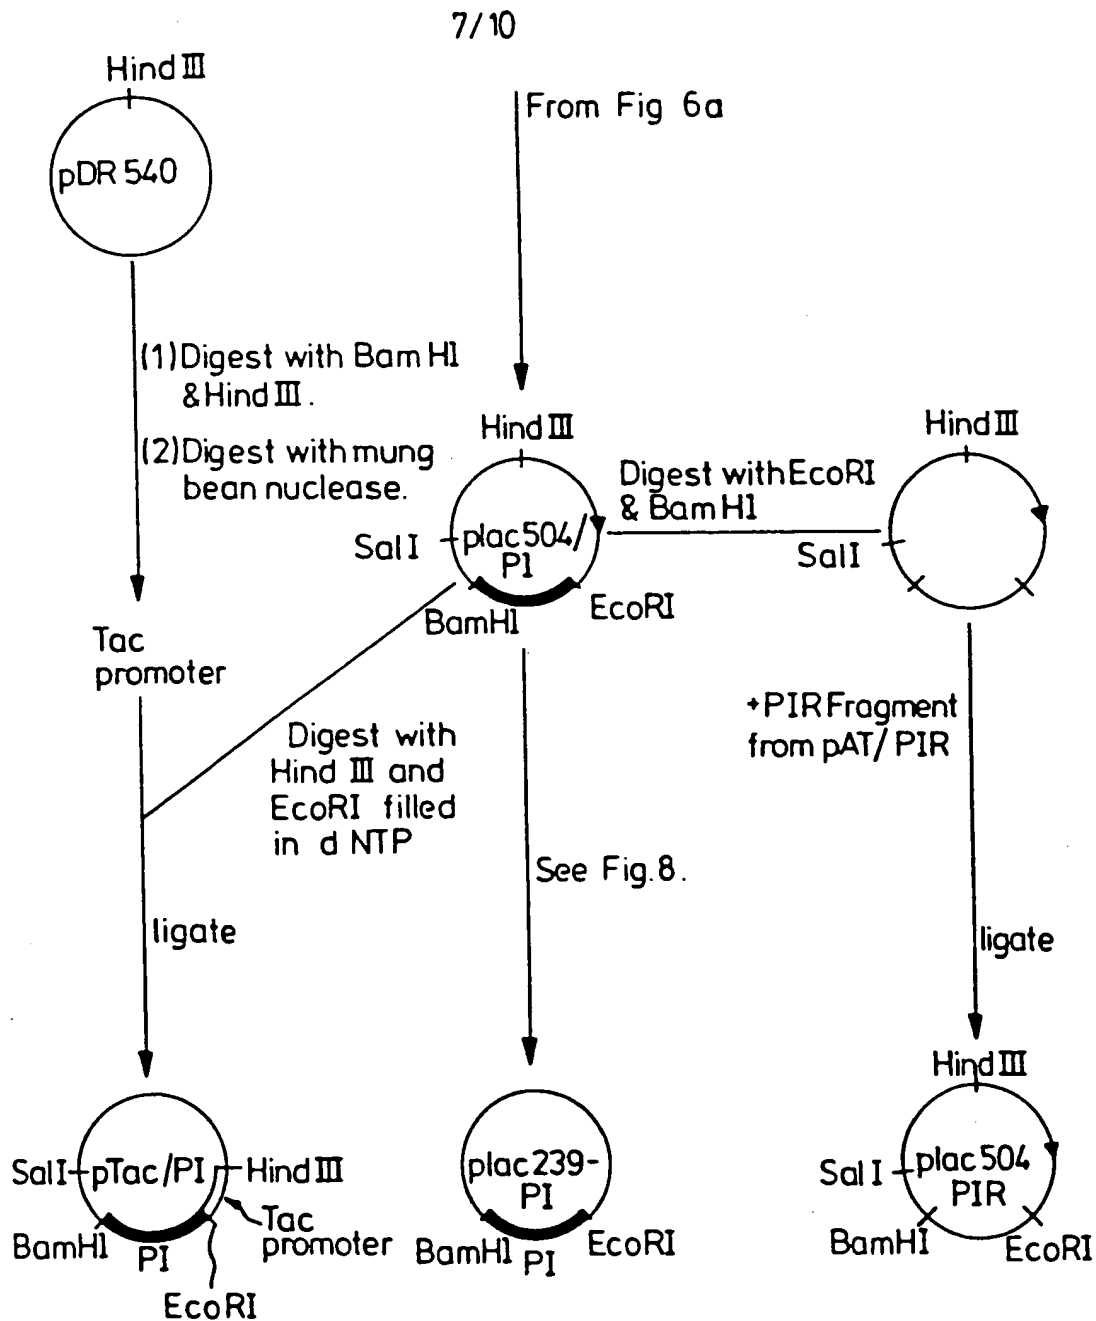 7/10
Hind III
pDR 540
From Fig 6a
(1)Digest with Bam H1
& Hind III.
(2)Digest with mung
bean nuclease.
Hind III
Sal I
plac504/
P1
BamH1
EcoRI
Digest with EcoRI
& Bam H1
Hind III
Sal I
Tac
promoter
Digest with
Hind III and
EcoRI filled
in d NTP
+PIR Fragment
from pAT/PIR
See Fig.8.
ligate
ligate
Sal I
pTac/PI
Hind III
Tac
promoter
BamH1
PI
EcoRI
plac239-
PI
BamH1
PI
EcoRI
Hind III
Sal I
plac504
PIR
BamHI
EcoRI